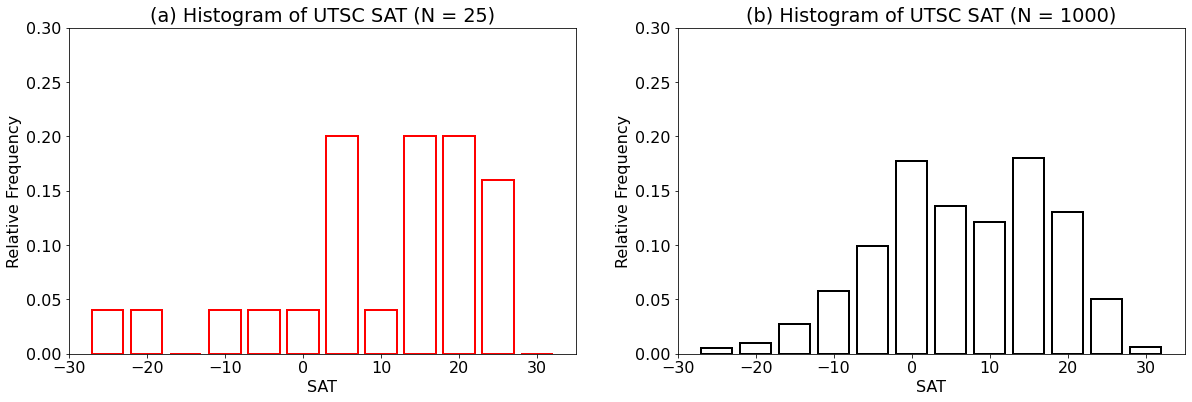 (a) Histogram of UTSC SAT (N = 25)
0.30
0.25
0.20
0.15
0.10
0.05
0.00
Relative Frequency
−30 −20 −10 0 10 20 30
SAT
(b) Histogram of UTSC SAT (N = 1000)
0.30
0.25
0.20
0.15
0.10
0.05
0.00
Relative Frequency
−30 −20 −10 0 10 20 30
SAT